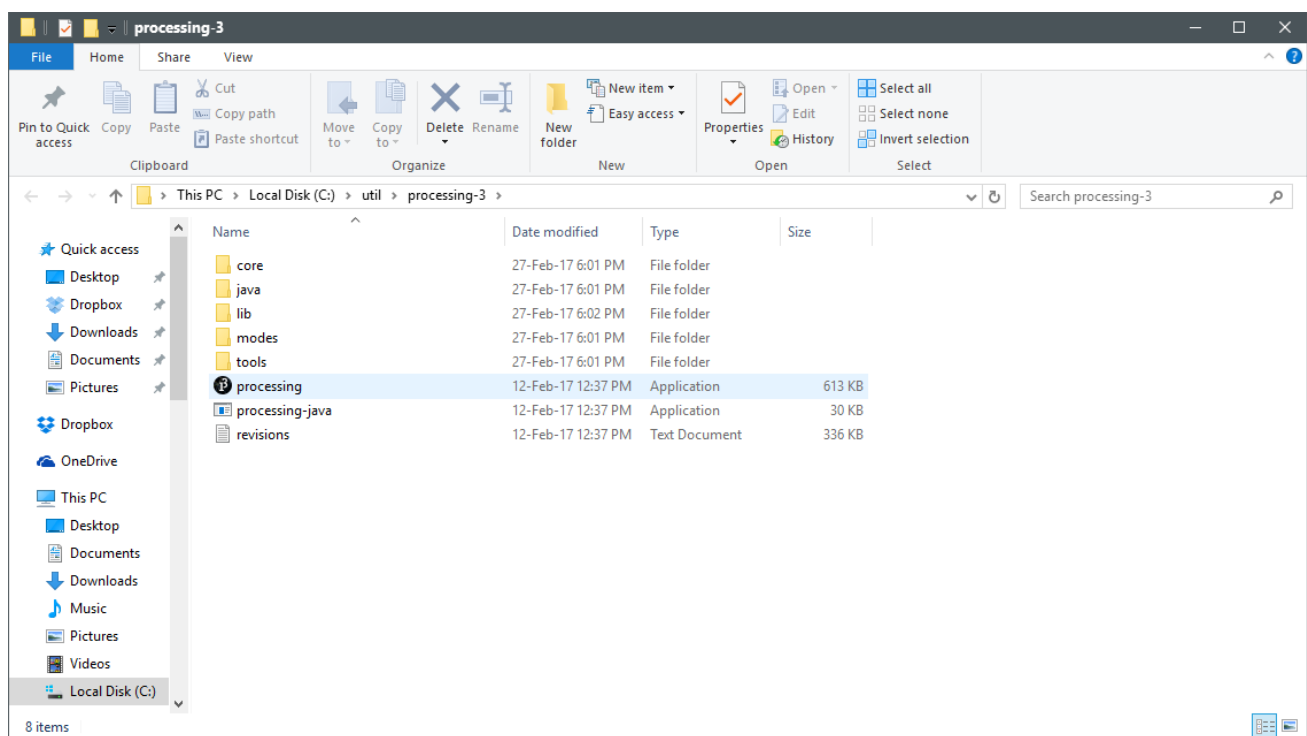 processing-3
File Home Share View
Pin to Quick access
Copy
Paste
Cut
Copy path
Paste shortcut
Clipboard
Move to
Copy to
Delete
Rename
Organize
New folder
New item
Easy access
New
Properties
Open
Edit
History
Open
Select all
Select none
Invert selection
Select
This PC > Local Disk (C:) > util > processing-3 >
Search processing-3
Quick access
Desktop
Dropbox
Downloads
Documents
Pictures
Dropbox
OneDrive
This PC
Desktop
Documents
Downloads
Music
Pictures
Videos
Local Disk (C:)
Name Date modified Type Size
core 27-Feb-17 6:01 PM File folder
java 27-Feb-17 6:01 PM File folder
lib 27-Feb-17 6:02 PM File folder
modes 27-Feb-17 6:01 PM File folder
tools 27-Feb-17 6:01 PM File folder
processing 12-Feb-17 12:37 PM Application 613 KB
processing-java 12-Feb-17 12:37 PM Application 30 KB
revisions 12-Feb-17 12:37 PM Text Document 336 KB
8 items